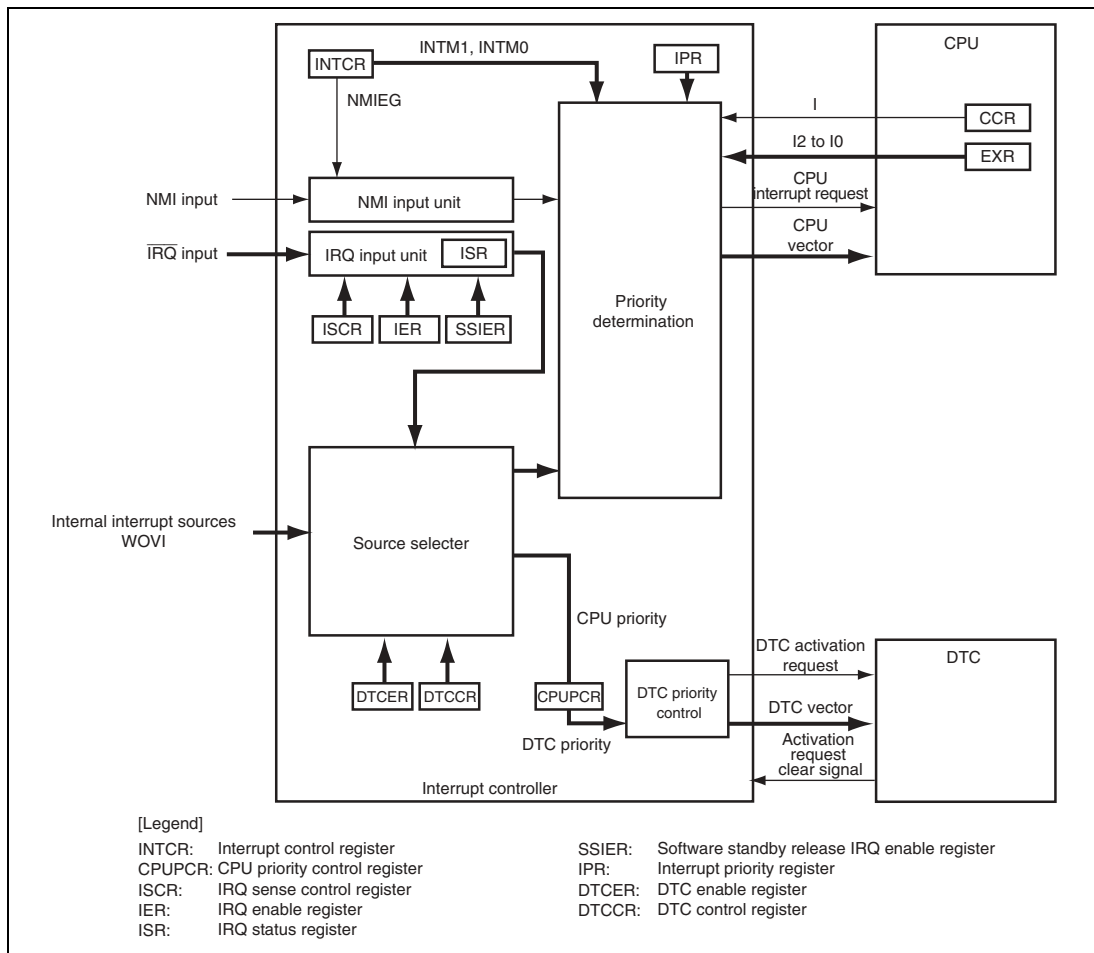 INTM1, INTM0
CPU
INTCR
IPR
NMIEG
I
CCR
I2 to I0
EXR
CPU
interrupt request
NMI input
NMI input unit
CPU
vector
IRQ input
IRQ input unit
ISR
Priority
determination
ISCR
IER
SSIER
Internal interrupt sources
WOVI
Source selecter
CPU priority
DTC activation
request
DTC
DTCER
DTCCR
CPUPCR
DTC priority
control
DTC vector
DTC priority
Activation
request
clear signal
Interrupt controller
[Legend]
INTCR: Interrupt control register
CPUPCR: CPU priority control register
ISCR: IRQ sense control register
IER: IRQ enable register
ISR: IRQ status register
SSIER: Software standby release IRQ enable register
IPR: Interrupt priority register
DTCER: DTC enable register
DTCCR: DTC control register